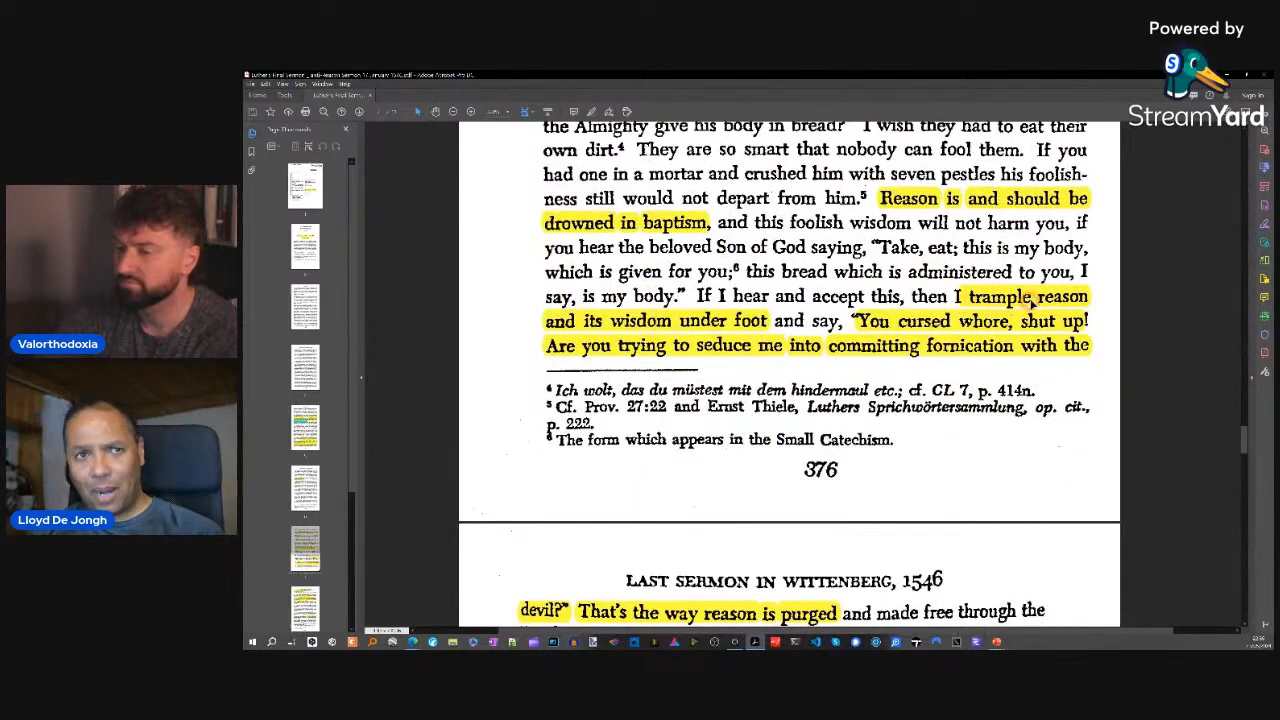 Powered by
StreamYard
Luther's Final Sermon
Home Tools
Sign In
Page Thumbnails
the Almighty give his body in bread? I wish they had to eat their
own dirt.⁴ They are so smart that nobody can fool them. If you
had one in a mortar and crushed him with seven pestles his foolish-
ness still would not depart from him.⁵ Reason is and should be
drowned in baptism, and this foolish wisdom will not harm you, if
you hear the beloved Son of God saying, "Take, eat; this is my body,
which is given for you;⁶ this bread which is administered to you, I
say, is my body." If I hear and accept this, then I trample reason
and its wisdom under foot and say, "You cursed whore, shut up!
Are you trying to seduce me into committing fornication with the
⁴ Ich wolt, das du müstest mit dem hindermaul etc.; cf. CL 7, p. 414n.
⁵ Cf. Prov. 27:22 and Ernst Thiele, Luthers Sprichwörtersammlung, op. cit.,
p. 222.
⁶ The form which appears in the Small Catechism.
376
LAST SERMON IN WITTENBERG, 1546
devil?" That's the way reason is purged and made free through the
Valorthodoxia
Lloyd De Jongh